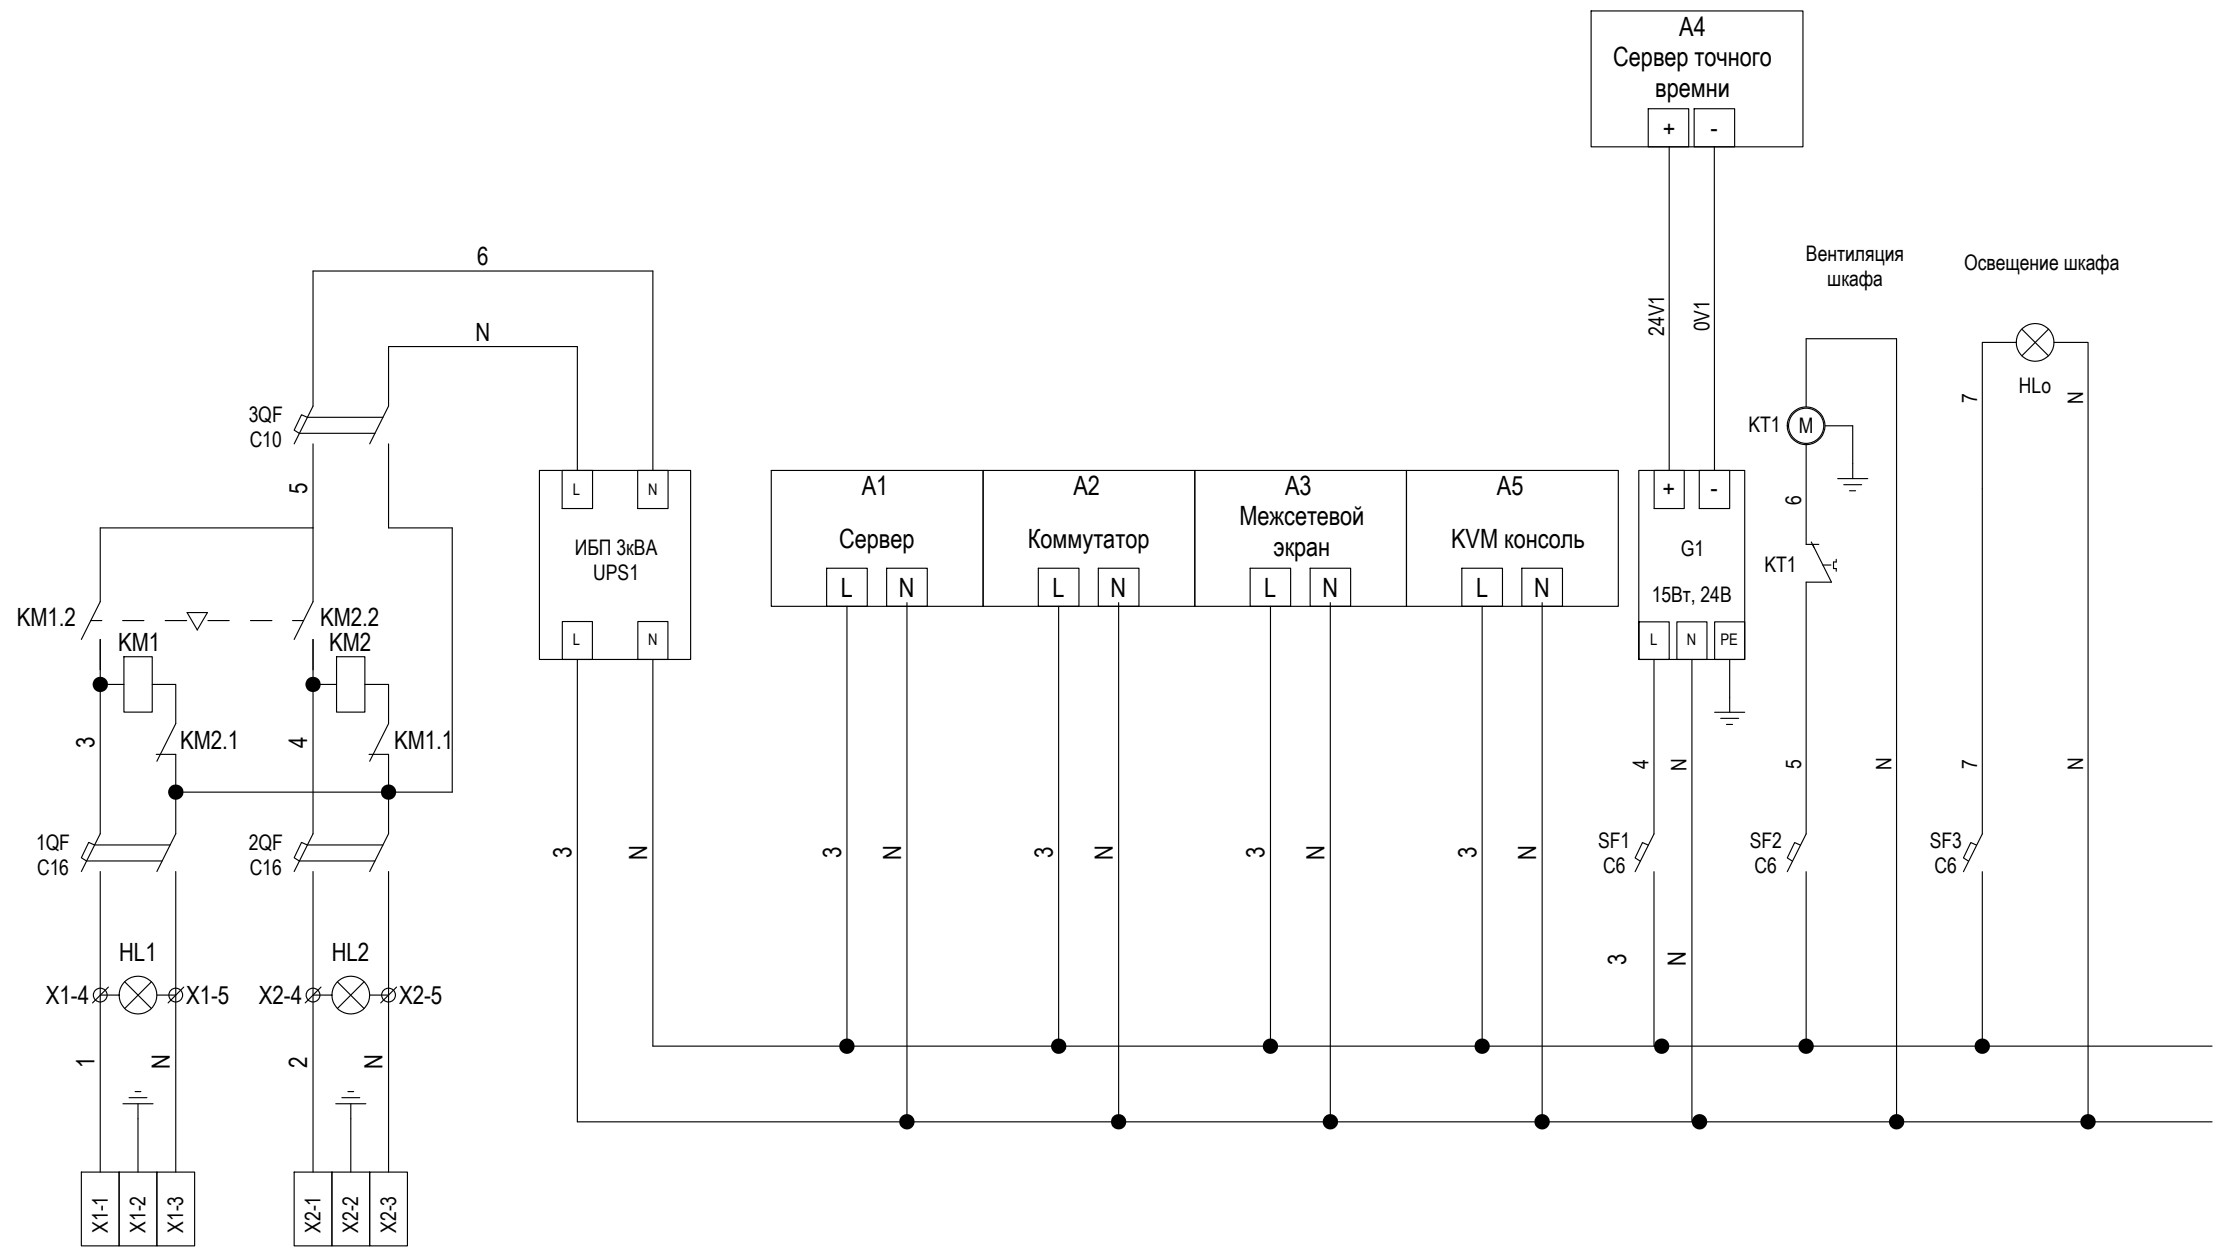 A4
Сервер точного
времни
+ -
Вентиляция
шкафа
Освещение шкафа
6
N
24V1
0V1
HLo
7
N
3QF
C10
KT1
M
5
L
N
ИБП 3кВА
UPS1
L
N
A1
Сервер
L N
A2
Коммутатор
L N
A3
Межсетевой
экран
L N
A5
KVM консоль
L N
+ -
G1
15Вт, 24В
L N PE
6
KT1
KM1.2
KM2.2
KM1
KM2
3
KM2.1
4
KM1.1
4
N
5
N
7
N
1QF
C16
2QF
C16
3
N
3
N
3
N
3
N
3
N
SF1
C6
SF2
C6
SF3
C6
3
N
HL1
HL2
X1-4
X1-5
X2-4
X2-5
1
N
2
N
X1-1
X1-2
X1-3
X2-1
X2-2
X2-3